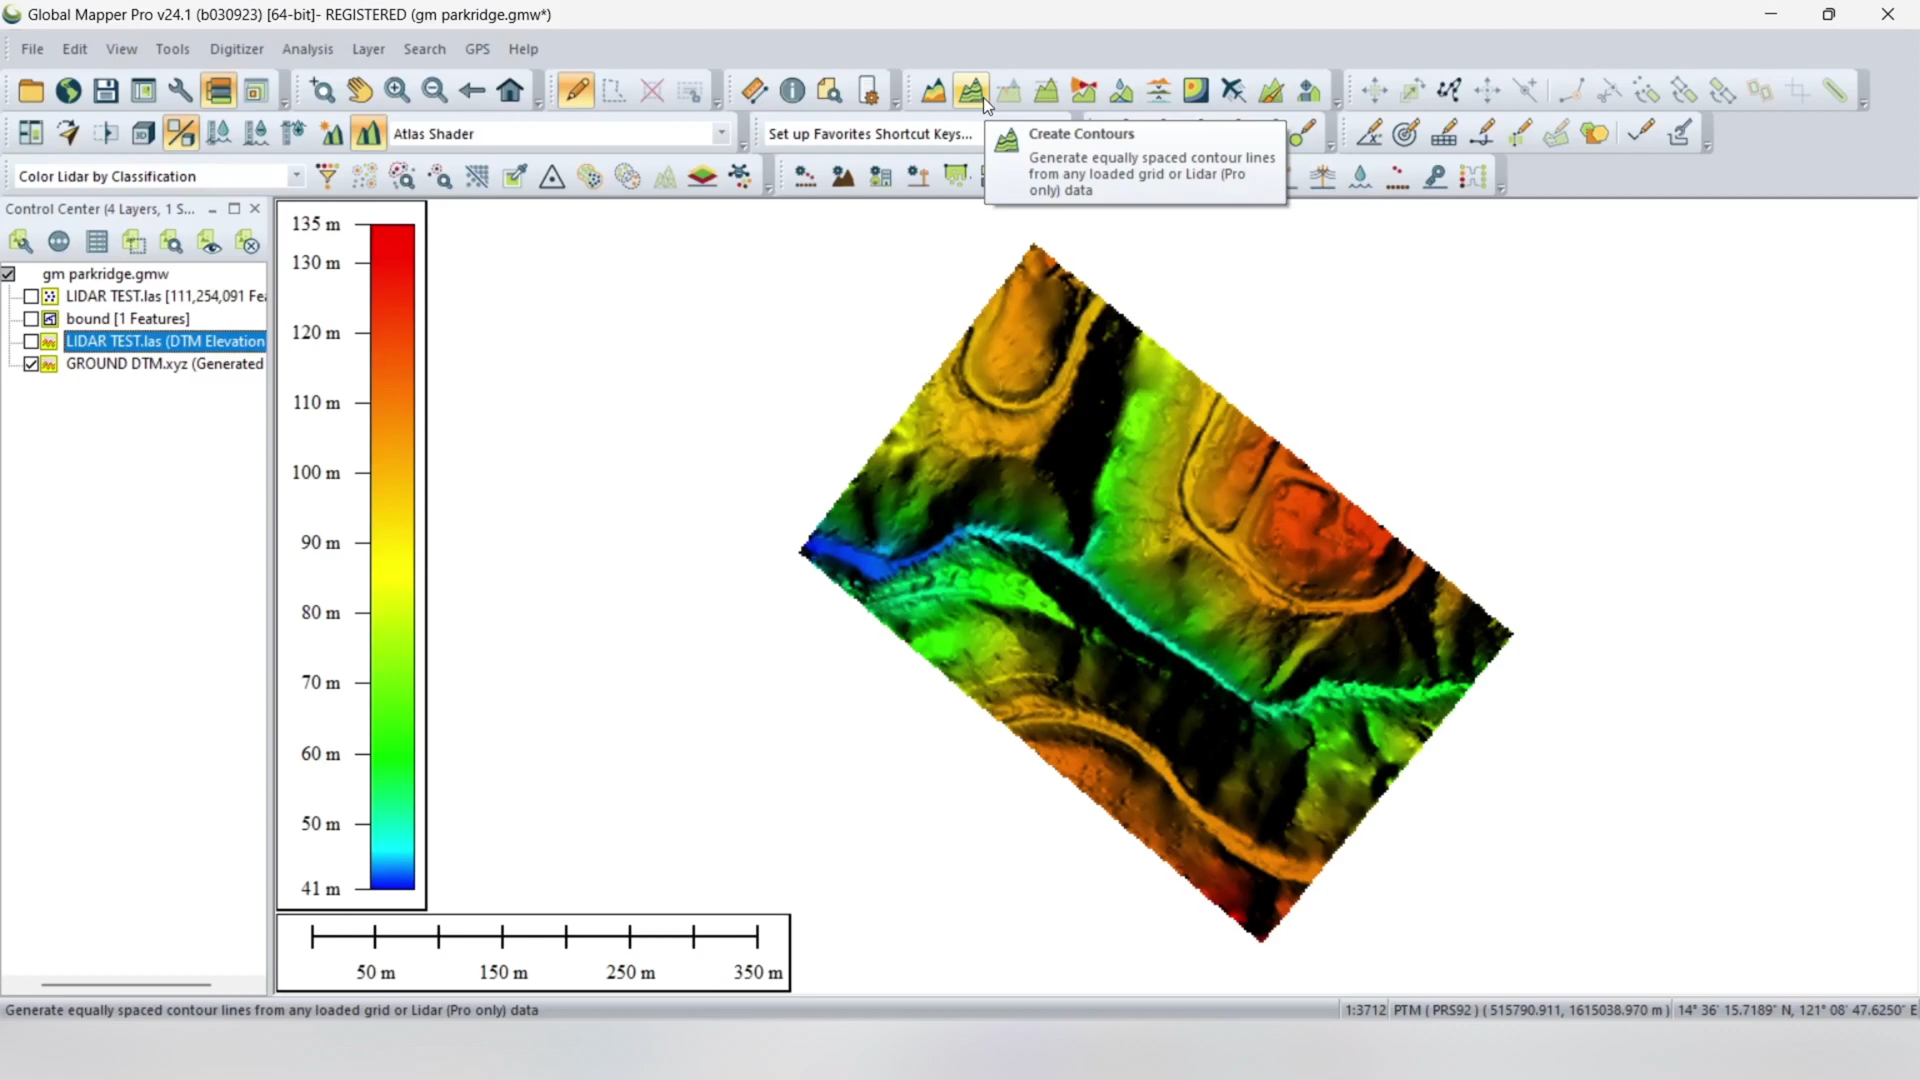 Global Mapper Pro v24.1 (b030923) [64-bit]- REGISTERED (gm parkridge.gmw*)
File Edit View Tools Digitizer Analysis Layer Search GPS Help
Atlas Shader
Set up Favorites Shortcut Keys...
Create Contours
Generate equally spaced contour lines
from any loaded grid or Lidar (Pro
only) data
Color Lidar by Classification
Control Center (4 Layers, 1 S...
gm parkridge.gmw
LIDAR TEST.las [111,254,091 Fea
bound [1 Features]
LIDAR TEST.las (DTM Elevation
GROUND DTM.xyz (Generated
135 m
130 m
120 m
110 m
100 m
90 m
80 m
70 m
60 m
50 m
41 m
50 m 150 m 250 m 350 m
Generate equally spaced contour lines from any loaded grid or Lidar (Pro only) data
1:3712 PTM ( PRS92 ) ( 515790.911, 1615038.970 m ) 14° 36' 15.7189" N, 121° 08' 47.6250" E